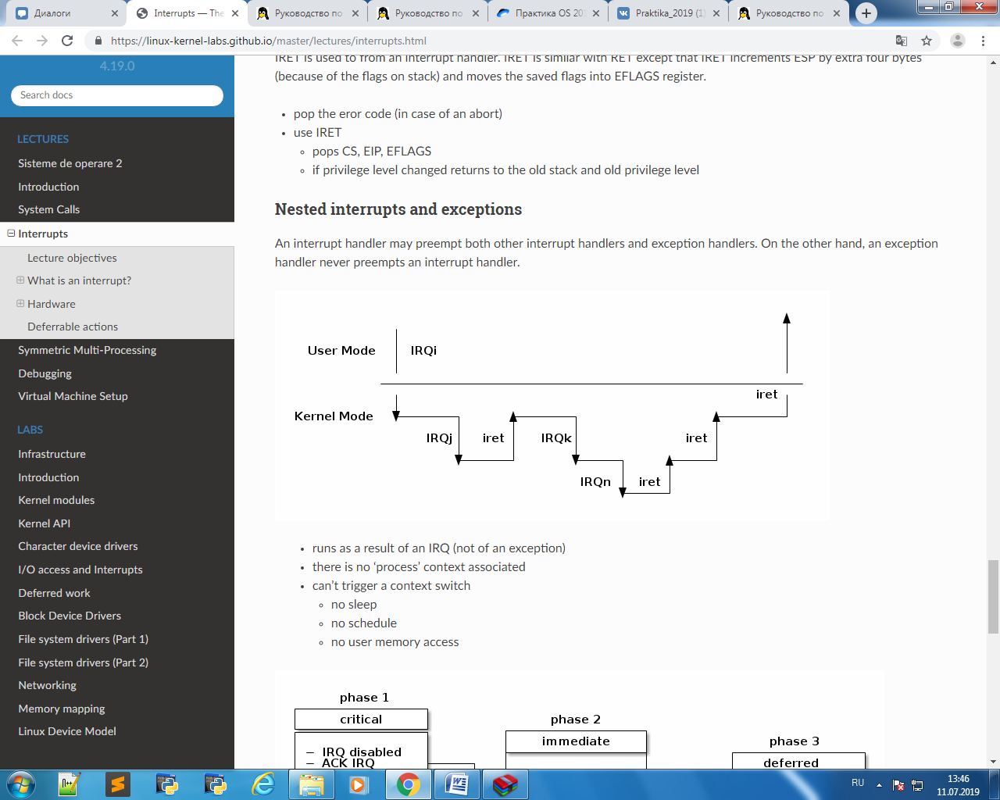 Диалоги
Interrupts — The
Руководство по
Руководство по
Практика OS 20
Praktika_2019 (1
Руководство по
https://linux-kernel-labs.github.io/master/lectures/interrupts.html
4.19.0
Search docs
LECTURES
Sisteme de operare 2
Introduction
System Calls
Interrupts
Lecture objectives
What is an interrupt?
Hardware
Deferrable actions
Symmetric Multi-Processing
Debugging
Virtual Machine Setup
LABS
Infrastructure
Introduction
Kernel modules
Kernel API
Character device drivers
I/O access and Interrupts
Deferred work
Block Device Drivers
File system drivers (Part 1)
File system drivers (Part 2)
Networking
Memory mapping
Linux Device Model
IRET is used to from an interrupt handler. IRET is similar with RET except that IRET increments ESP by extra four bytes
(because of the flags on stack) and moves the saved flags into EFLAGS register.
• pop the eror code (in case of an abort)
• use IRET
◦ pops CS, EIP, EFLAGS
◦ if privilege level changed returns to the old stack and old privilege level
Nested interrupts and exceptions
An interrupt handler may preempt both other interrupt handlers and exception handlers. On the other hand, an exception
handler never preempts an interrupt handler.
User Mode IRQi
iret
Kernel Mode
IRQj iret IRQk iret
IRQn iret
• runs as a result of an IRQ (not of an exception)
• there is no ‘process’ context associated
• can’t trigger a context switch
◦ no sleep
◦ no schedule
◦ no user memory access
phase 1
critical
– IRQ disabled
– ACK IRQ
phase 2
immediate
phase 3
deferred
RU
13:46
11.07.2019